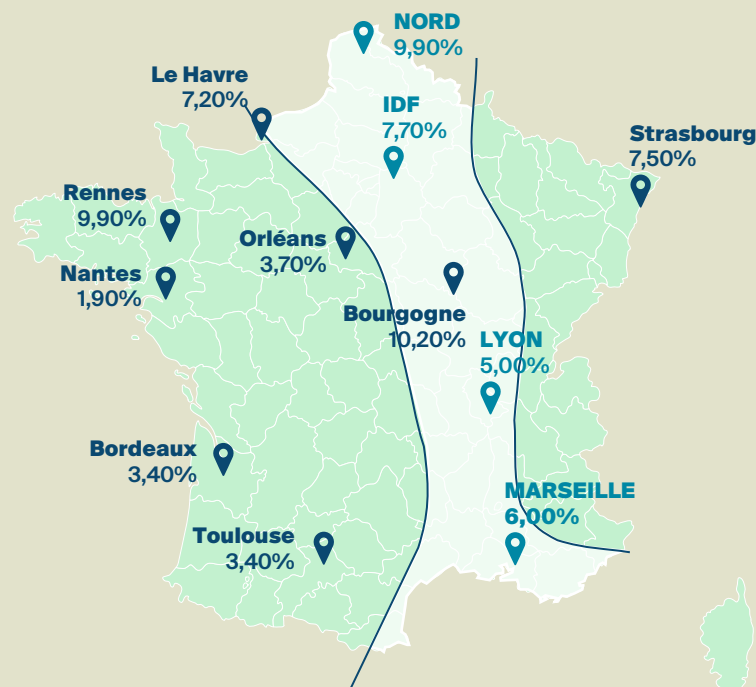 NORD
9,90%
Le Havre
7,20%
IDF
7,70%
Strasbourg
7,50%
Rennes
9,90%
Orléans
3,70%
Nantes
1,90%
Bourgogne
10,20%
LYON
5,00%
Bordeaux
3,40%
MARSEILLE
6,00%
Toulouse
3,40%